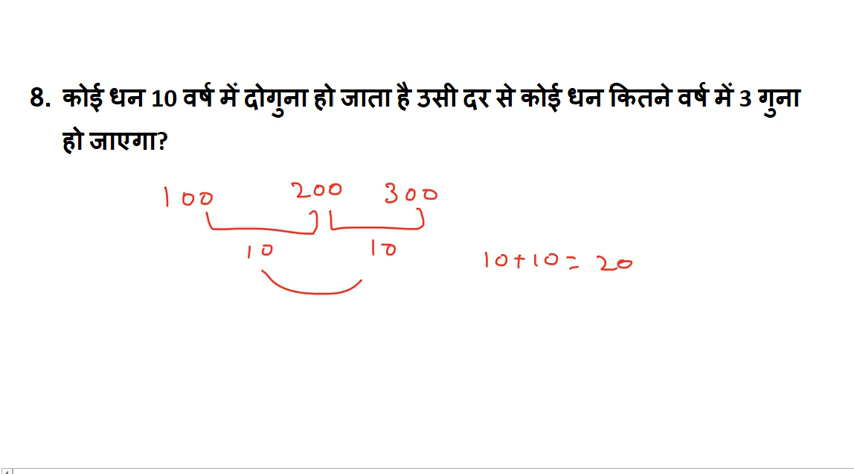 8. कोई धन 10 वर्ष में दोगुना हो जाता है उसी दर से कोई धन कितने वर्ष में 3 गुना
हो जाएगा?
100 200 300
10 10
10+10= 20